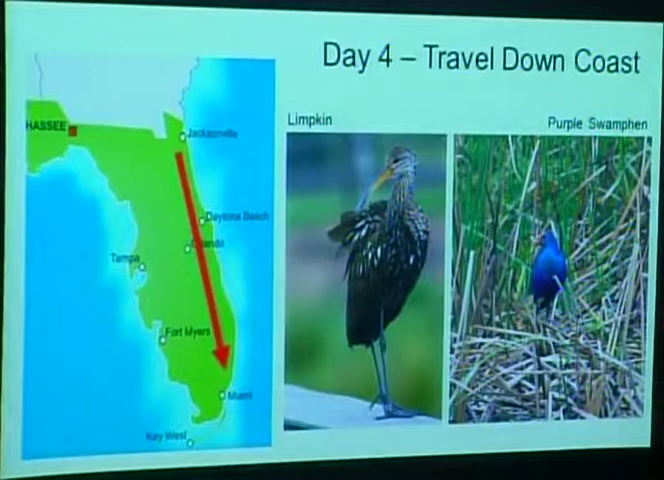 Day 4 – Travel Down Coast
Limpkin
Purple Swamphen
HASSEE
Jacksonville
Daytona Beach
Orlando
Tampa
Fort Myers
Miami
Key West